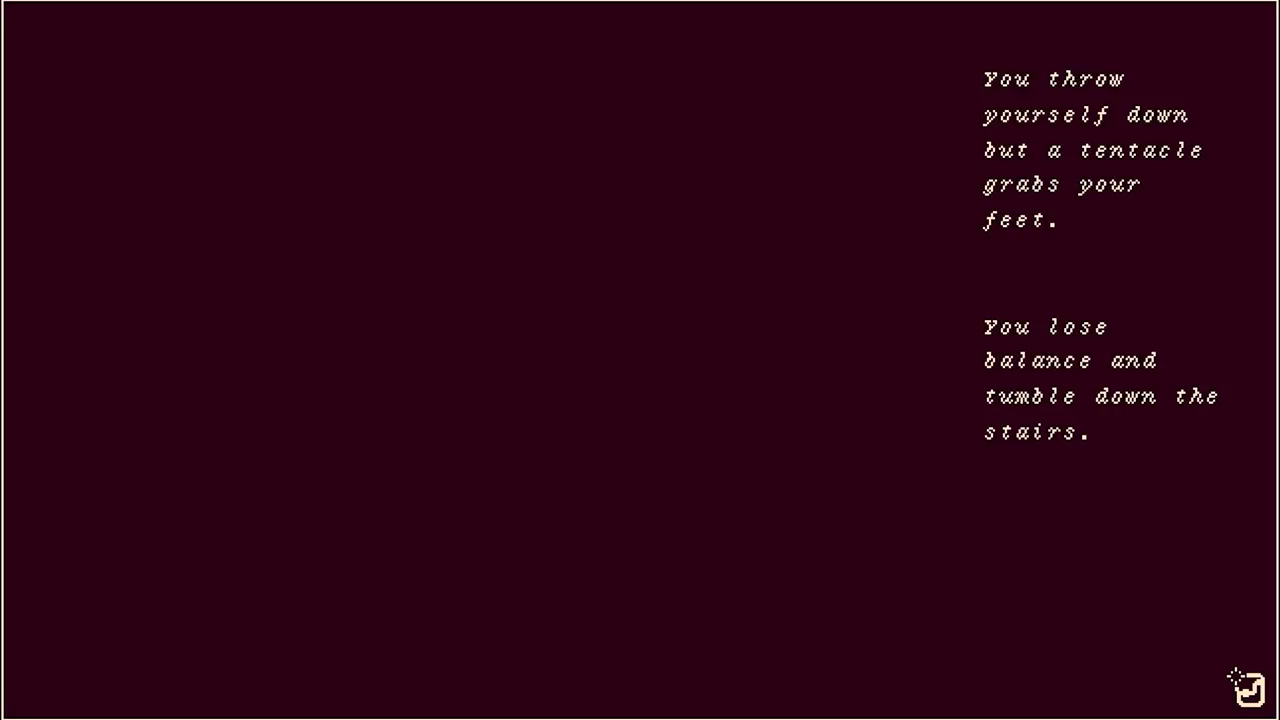 You throw
yourself down
but a tentacle
grabs your
feet.
You lose
balance and
tumble down the
stairs.